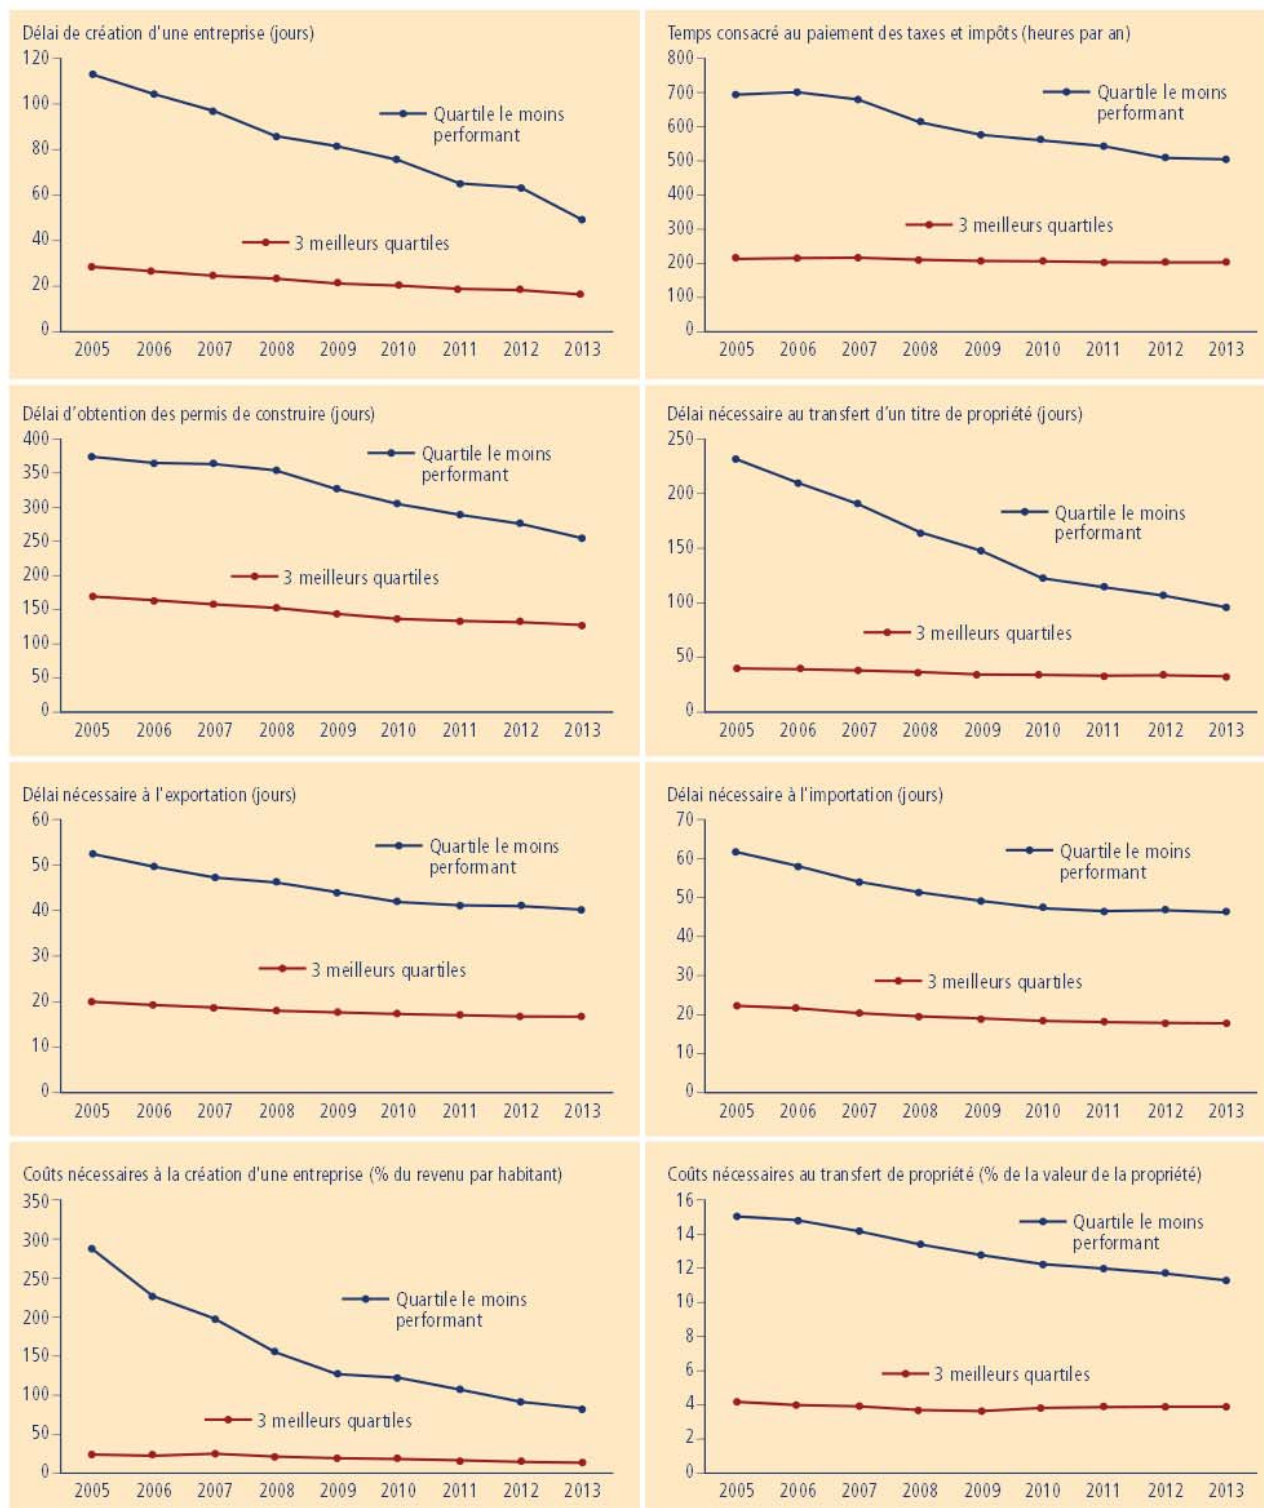 Délai de création d'une entreprise (jours)
120
100
80
60
40
20
0
Quartile le moins
performant
3 meilleurs quartiles
2005 2006 2007 2008 2009 2010 2011 2012 2013
Temps consacré au paiement des taxes et impôts (heures par an)
800
700
600
500
400
300
200
100
0
Quartile le moins
performant
3 meilleurs quartiles
2005 2006 2007 2008 2009 2010 2011 2012 2013
Délai d'obtention des permis de construire (jours)
400
350
300
250
200
150
100
50
0
Quartile le moins
performant
3 meilleurs quartiles
2005 2006 2007 2008 2009 2010 2011 2012 2013
Délai nécessaire au transfert d'un titre de propriété (jours)
250
200
150
100
50
0
Quartile le moins
performant
3 meilleurs quartiles
2005 2006 2007 2008 2009 2010 2011 2012 2013
Délai nécessaire à l'exportation (jours)
60
50
40
30
20
10
0
Quartile le moins
performant
3 meilleurs quartiles
2005 2006 2007 2008 2009 2010 2011 2012 2013
Délai nécessaire à l'importation (jours)
70
60
50
40
30
20
10
0
Quartile le moins
performant
3 meilleurs quartiles
2005 2006 2007 2008 2009 2010 2011 2012 2013
Coûts nécessaires à la création d'une entreprise (% du revenu par habitant)
350
300
250
200
150
100
50
0
Quartile le moins
performant
3 meilleurs quartiles
2005 2006 2007 2008 2009 2010 2011 2012 2013
Coûts nécessaires au transfert de propriété (% de la valeur de la propriété)
16
14
12
10
8
6
4
2
0
Quartile le moins
performant
3 meilleurs quartiles
2005 2006 2007 2008 2009 2010 2011 2012 2013